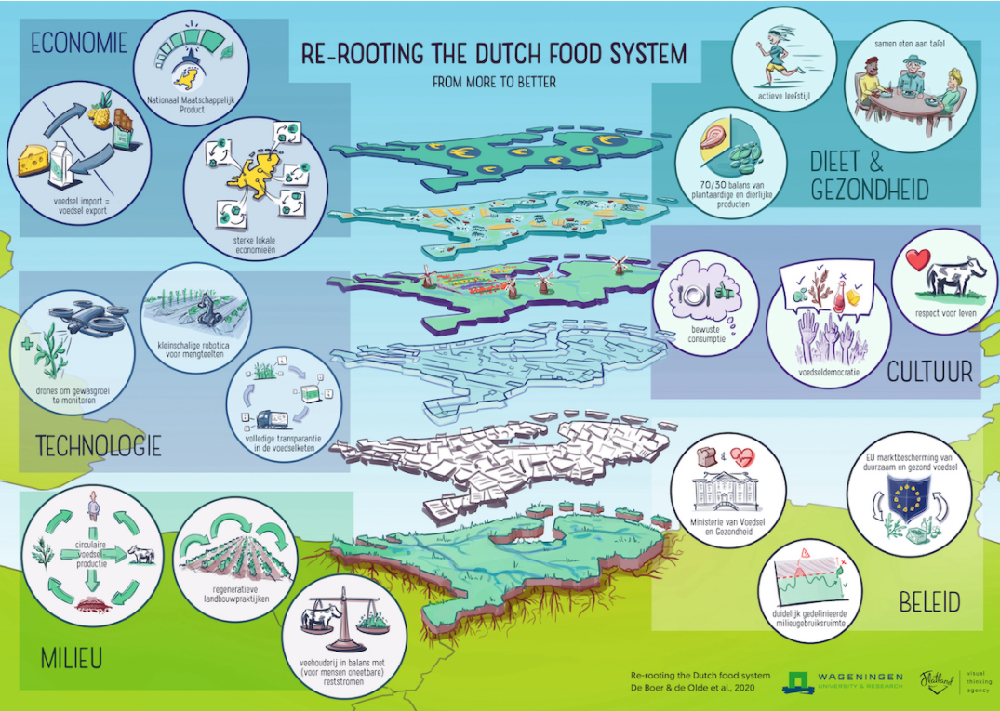 RE-ROOTING THE DUTCH FOOD SYSTEM
FROM MORE TO BETTER
ECONOMIE
Nationaal Maatschappelijk
Product
voedsel import =
voedsel export
sterke lokale
economieën
TECHNOLOGIE
drones om gewasgroei
te monitoren
kleinschalige robotica
voor mengteelten
volledige transparantie
in de voedselketen
MILIEU
circulaire
voedsel
productie
regeneratieve
landbouwpraktijken
veehouderij in balans met
(voor mensen oneetbare)
reststromen
DIEET &
GEZONDHEID
actieve leefstijl
samen eten aan tafel
70/30 balans van
plantaardige en dierlijke
producten
CULTUUR
bewuste
consumptie
voedseldemocratie
respect voor leven
BELEID
&
Ministerie van Voedsel
en Gezondheid
EU marktbescherming van
duurzaam en gezond voedsel
duidelijk gedefinieerde
milieugebruiksruimte
Re-rooting the Dutch food system
De Boer & de Olde et al., 2020
WAGENINGEN
UNIVERSITY & RESEARCH
Flatland
visual
thinking
agency